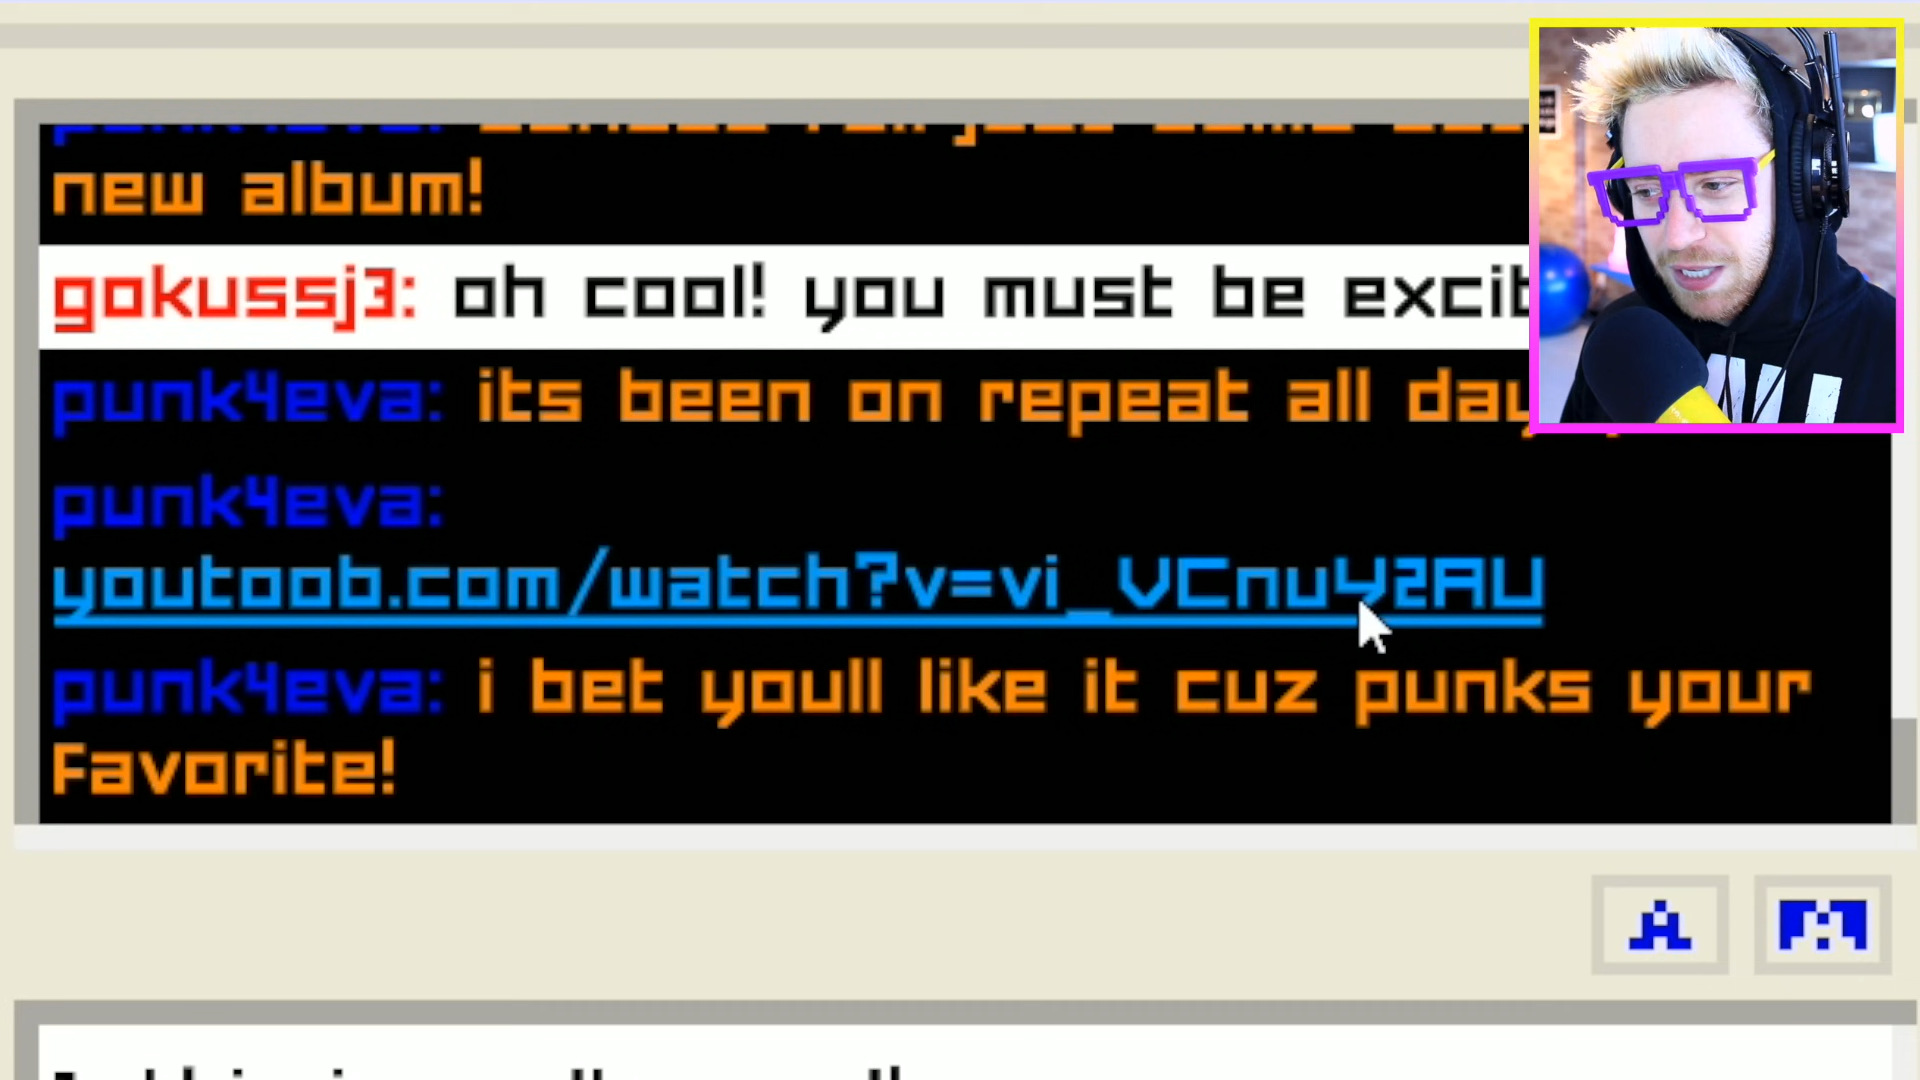 new album!
gokussj3: oh cool! you must be
punk4eva: its been on repeat all day
punk4eva:
youtoob.com/watch?v=vi_VCnuY2AU
punk4eva: i bet youll like it cuz punks your
Favorite!
A